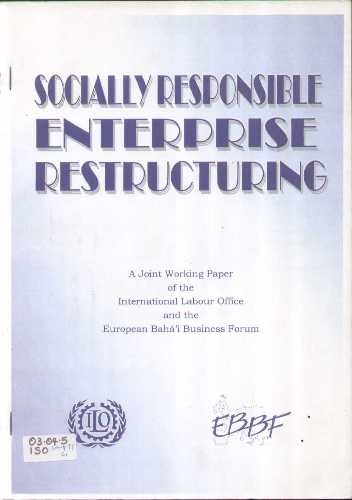 SOCIALLY RESPONSIBLE
ENTERPRISE
RESTRUCTURING
A Joint Working Paper
of the
International Labour Office
and the
European Bahá'í Business Forum
03.04.5
ISO
ILO
EBBF